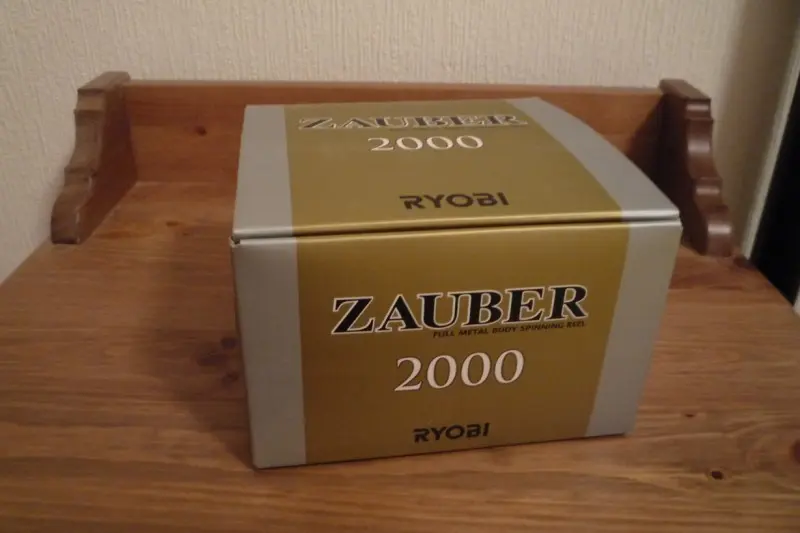 ZAUBER
2000
RYOBI
ZAUBER
FULL METAL BODY SPINNING REEL
2000
RYOBI